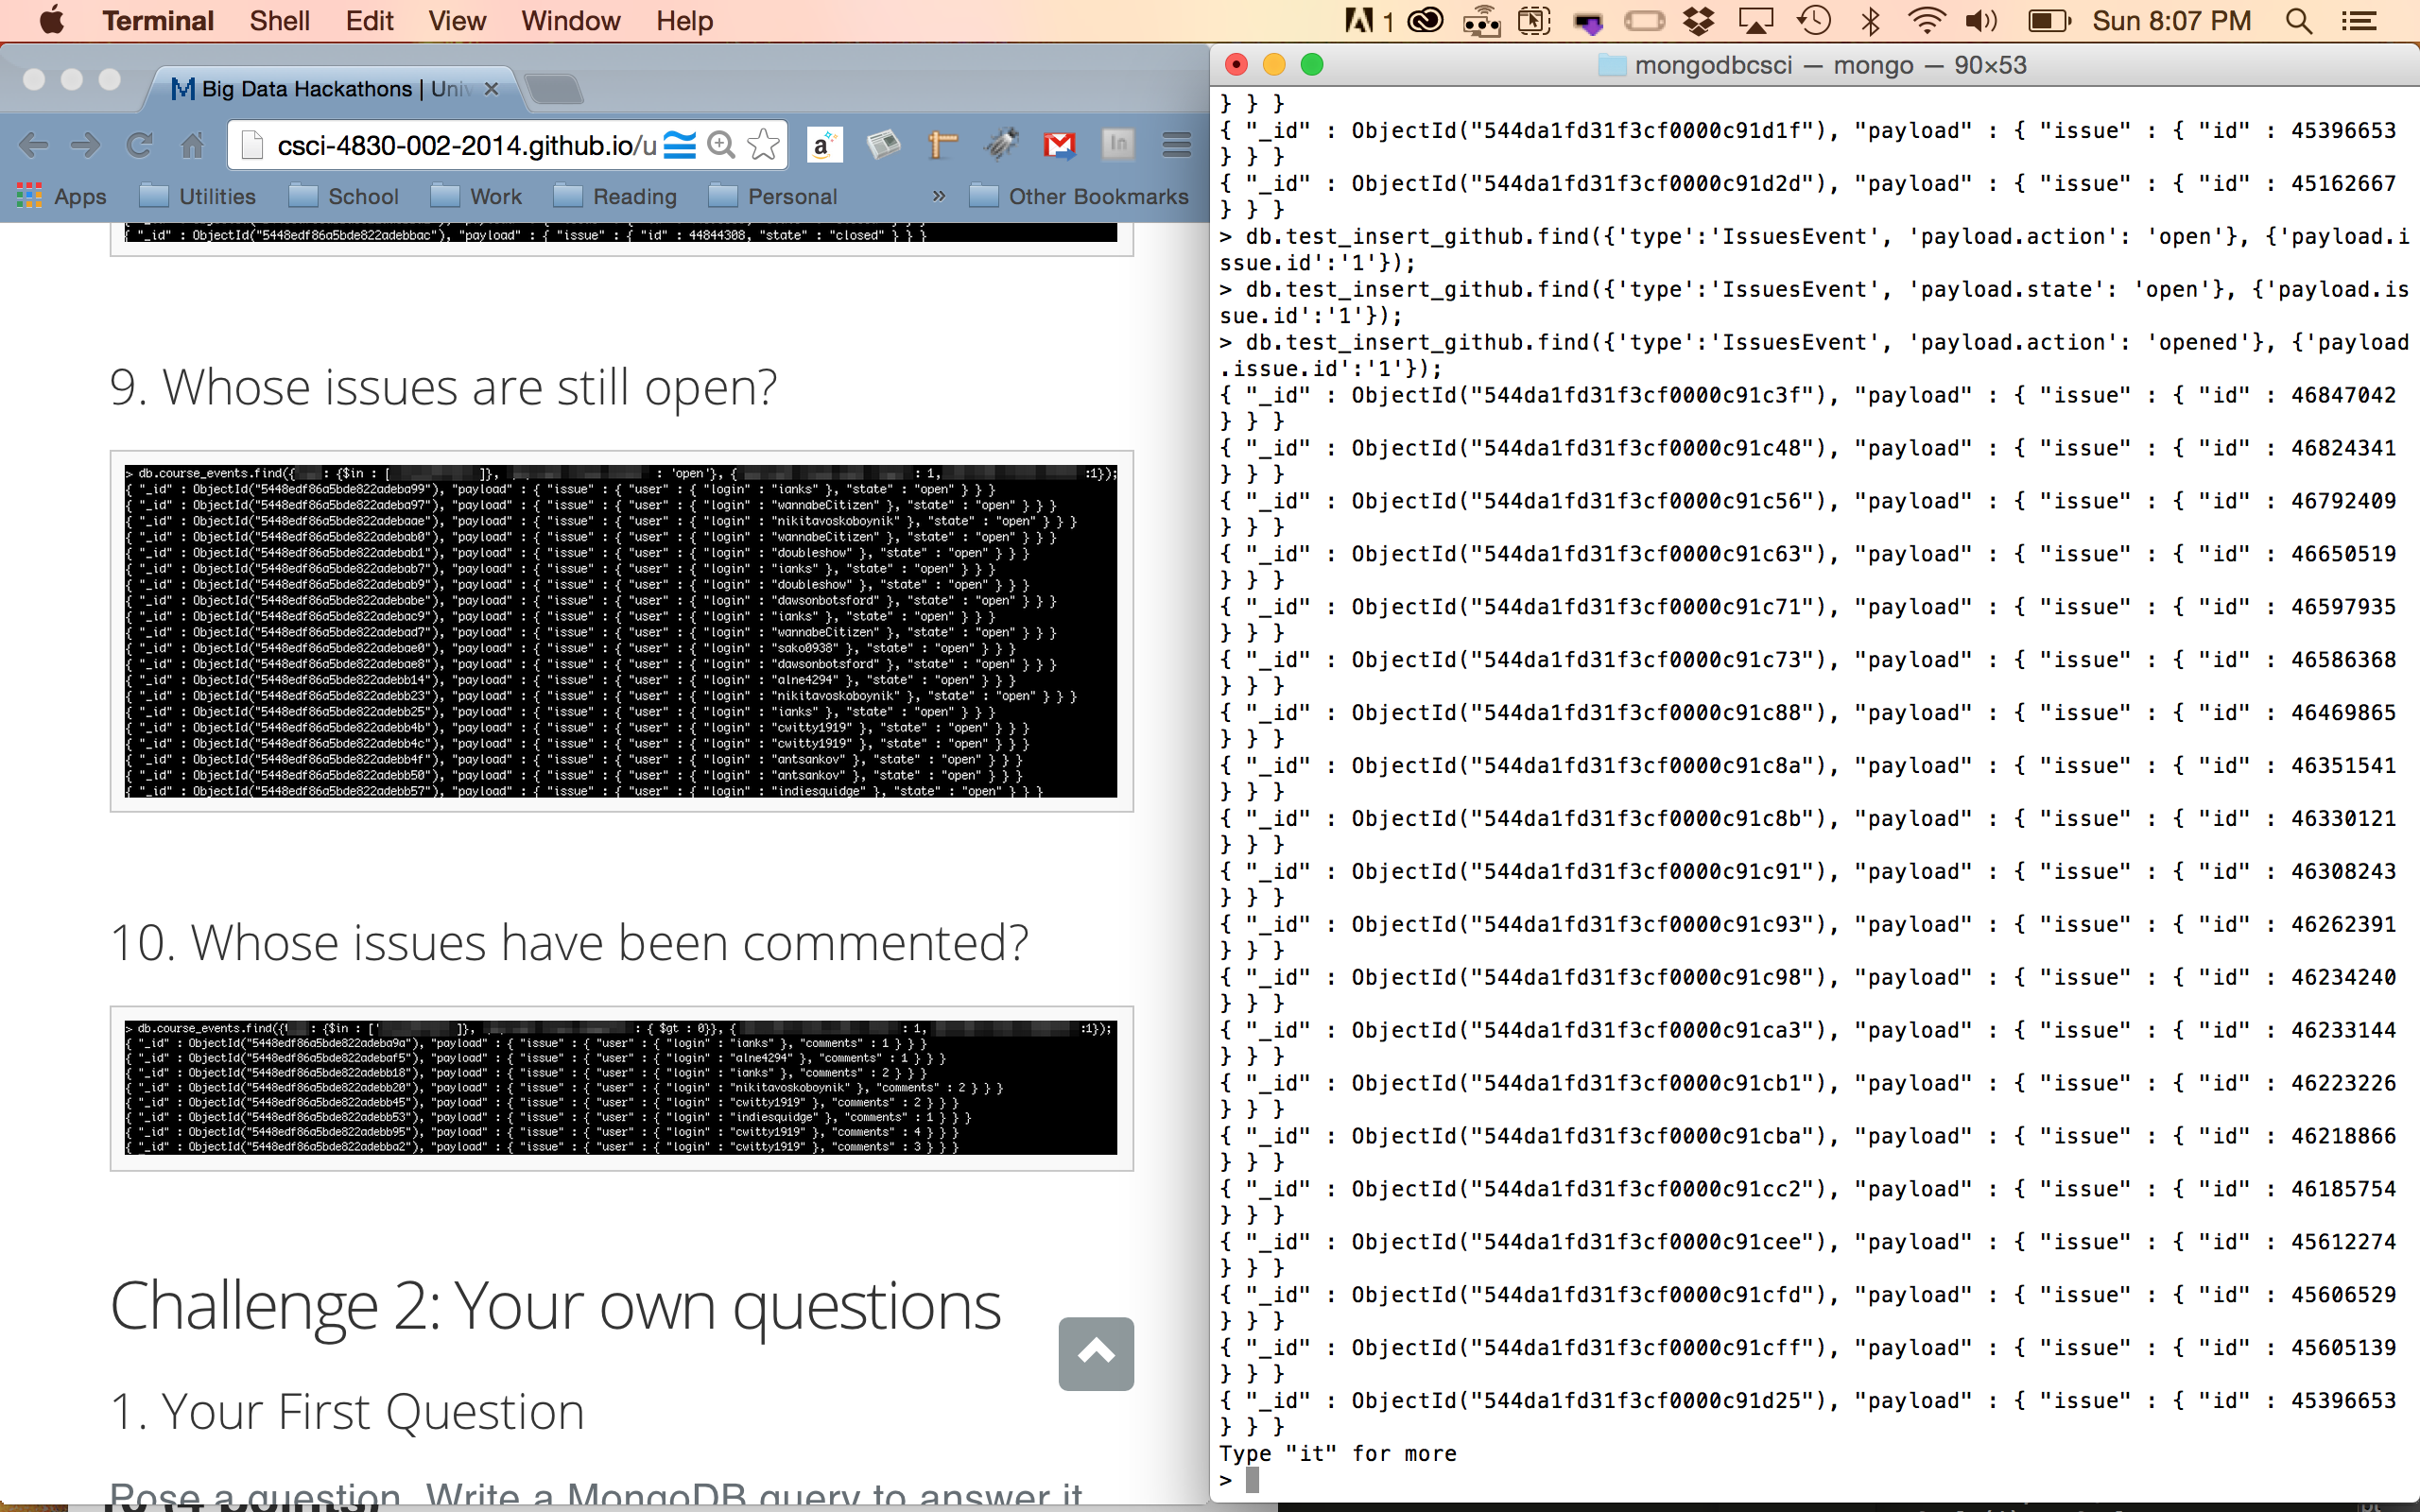 Terminal Shell Edit View Window Help
1 Sun 8:07 PM
Big Data Hackathons | Univ
csci-4830-002-2014.github.io/u
Apps Utilities School Work Reading Personal » Other Bookmarks
{ "_id" : ObjectId("5448edf86a5bde822adebbac"), "payload" : { "issue" : { "id" : 44844308, "state" : "closed" } } }
9. Whose issues are still open?
> db.course_events.find({ : {$in : [ ]}, : 'open'}, { : 1, :1});
{ "_id" : ObjectId("5448edf86a5bde822adeba99"), "payload" : { "issue" : { "user" : { "login" : "ianks" }, "state" : "open" } } }
{ "_id" : ObjectId("5448edf86a5bde822adeba97"), "payload" : { "issue" : { "user" : { "login" : "wannabeCitizen" }, "state" : "open" } } }
{ "_id" : ObjectId("5448edf86a5bde822adebaae"), "payload" : { "issue" : { "user" : { "login" : "nikitavoskoboynik" }, "state" : "open" } } }
{ "_id" : ObjectId("5448edf86a5bde822adebab0"), "payload" : { "issue" : { "user" : { "login" : "wannabeCitizen" }, "state" : "open" } } }
{ "_id" : ObjectId("5448edf86a5bde822adebab1"), "payload" : { "issue" : { "user" : { "login" : "doubleshow" }, "state" : "open" } } }
{ "_id" : ObjectId("5448edf86a5bde822adebab7"), "payload" : { "issue" : { "user" : { "login" : "ianks" }, "state" : "open" } } }
{ "_id" : ObjectId("5448edf86a5bde822adebab9"), "payload" : { "issue" : { "user" : { "login" : "doubleshow" }, "state" : "open" } } }
{ "_id" : ObjectId("5448edf86a5bde822adebabe"), "payload" : { "issue" : { "user" : { "login" : "dawsonbotsford" }, "state" : "open" } } }
{ "_id" : ObjectId("5448edf86a5bde822adebac9"), "payload" : { "issue" : { "user" : { "login" : "ianks" }, "state" : "open" } } }
{ "_id" : ObjectId("5448edf86a5bde822adebad7"), "payload" : { "issue" : { "user" : { "login" : "wannabeCitizen" }, "state" : "open" } } }
{ "_id" : ObjectId("5448edf86a5bde822adebae0"), "payload" : { "issue" : { "user" : { "login" : "sako0938" }, "state" : "open" } } }
{ "_id" : ObjectId("5448edf86a5bde822adebae8"), "payload" : { "issue" : { "user" : { "login" : "dawsonbotsford" }, "state" : "open" } } }
{ "_id" : ObjectId("5448edf86a5bde822adebb14"), "payload" : { "issue" : { "user" : { "login" : "alne4294" }, "state" : "open" } } }
{ "_id" : ObjectId("5448edf86a5bde822adebb23"), "payload" : { "issue" : { "user" : { "login" : "nikitavoskoboynik" }, "state" : "open" } } }
{ "_id" : ObjectId("5448edf86a5bde822adebb25"), "payload" : { "issue" : { "user" : { "login" : "ianks" }, "state" : "open" } } }
{ "_id" : ObjectId("5448edf86a5bde822adebb4b"), "payload" : { "issue" : { "user" : { "login" : "cwitty1919" }, "state" : "open" } } }
{ "_id" : ObjectId("5448edf86a5bde822adebb4c"), "payload" : { "issue" : { "user" : { "login" : "cwitty1919" }, "state" : "open" } } }
{ "_id" : ObjectId("5448edf86a5bde822adebb4f"), "payload" : { "issue" : { "user" : { "login" : "antsankov" }, "state" : "open" } } }
{ "_id" : ObjectId("5448edf86a5bde822adebb50"), "payload" : { "issue" : { "user" : { "login" : "antsankov" }, "state" : "open" } } }
{ "_id" : ObjectId("5448edf86a5bde822adebb57"), "payload" : { "issue" : { "user" : { "login" : "indiesquidge" }, "state" : "open" } } }
10. Whose issues have been commented?
> db.course_events.find({ : {$in : [' ]}, : { $gt : 0}}, { : 1, :1});
{ "_id" : ObjectId("5448edf86a5bde822adeba9a"), "payload" : { "issue" : { "user" : { "login" : "ianks" }, "comments" : 1 } } }
{ "_id" : ObjectId("5448edf86a5bde822adebaf5"), "payload" : { "issue" : { "user" : { "login" : "alne4294" }, "comments" : 1 } } }
{ "_id" : ObjectId("5448edf86a5bde822adebb18"), "payload" : { "issue" : { "user" : { "login" : "ianks" }, "comments" : 2 } } }
{ "_id" : ObjectId("5448edf86a5bde822adebb20"), "payload" : { "issue" : { "user" : { "login" : "nikitavoskoboynik" }, "comments" : 2 } } }
{ "_id" : ObjectId("5448edf86a5bde822adebb45"), "payload" : { "issue" : { "user" : { "login" : "cwitty1919" }, "comments" : 2 } } }
{ "_id" : ObjectId("5448edf86a5bde822adebb53"), "payload" : { "issue" : { "user" : { "login" : "indiesquidge" }, "comments" : 1 } } }
{ "_id" : ObjectId("5448edf86a5bde822adebb95"), "payload" : { "issue" : { "user" : { "login" : "cwitty1919" }, "comments" : 4 } } }
{ "_id" : ObjectId("5448edf86a5bde822adebba2"), "payload" : { "issue" : { "user" : { "login" : "cwitty1919" }, "comments" : 3 } } }
Challenge 2: Your own questions
1. Your First Question
Pose a question. Write a MongoDB query to answer it
mongodbcsci — mongo — 90×53
} } }
{ "_id" : ObjectId("544da1fd31f3cf0000c91d1f"), "payload" : { "issue" : { "id" : 45396653
} } }
{ "_id" : ObjectId("544da1fd31f3cf0000c91d2d"), "payload" : { "issue" : { "id" : 45162667
} } }
> db.test_insert_github.find({'type':'IssuesEvent', 'payload.action': 'open'}, {'payload.i
ssue.id':'1'});
> db.test_insert_github.find({'type':'IssuesEvent', 'payload.state': 'open'}, {'payload.is
sue.id':'1'});
> db.test_insert_github.find({'type':'IssuesEvent', 'payload.action': 'opened'}, {'payload
.issue.id':'1'});
{ "_id" : ObjectId("544da1fd31f3cf0000c91c3f"), "payload" : { "issue" : { "id" : 46847042
} } }
{ "_id" : ObjectId("544da1fd31f3cf0000c91c48"), "payload" : { "issue" : { "id" : 46824341
} } }
{ "_id" : ObjectId("544da1fd31f3cf0000c91c56"), "payload" : { "issue" : { "id" : 46792409
} } }
{ "_id" : ObjectId("544da1fd31f3cf0000c91c63"), "payload" : { "issue" : { "id" : 46650519
} } }
{ "_id" : ObjectId("544da1fd31f3cf0000c91c71"), "payload" : { "issue" : { "id" : 46597935
} } }
{ "_id" : ObjectId("544da1fd31f3cf0000c91c73"), "payload" : { "issue" : { "id" : 46586368
} } }
{ "_id" : ObjectId("544da1fd31f3cf0000c91c88"), "payload" : { "issue" : { "id" : 46469865
} } }
{ "_id" : ObjectId("544da1fd31f3cf0000c91c8a"), "payload" : { "issue" : { "id" : 46351541
} } }
{ "_id" : ObjectId("544da1fd31f3cf0000c91c8b"), "payload" : { "issue" : { "id" : 46330121
} } }
{ "_id" : ObjectId("544da1fd31f3cf0000c91c91"), "payload" : { "issue" : { "id" : 46308243
} } }
{ "_id" : ObjectId("544da1fd31f3cf0000c91c93"), "payload" : { "issue" : { "id" : 46262391
} } }
{ "_id" : ObjectId("544da1fd31f3cf0000c91c98"), "payload" : { "issue" : { "id" : 46234240
} } }
{ "_id" : ObjectId("544da1fd31f3cf0000c91ca3"), "payload" : { "issue" : { "id" : 46233144
} } }
{ "_id" : ObjectId("544da1fd31f3cf0000c91cb1"), "payload" : { "issue" : { "id" : 46223226
} } }
{ "_id" : ObjectId("544da1fd31f3cf0000c91cba"), "payload" : { "issue" : { "id" : 46218866
} } }
{ "_id" : ObjectId("544da1fd31f3cf0000c91cc2"), "payload" : { "issue" : { "id" : 46185754
} } }
{ "_id" : ObjectId("544da1fd31f3cf0000c91cee"), "payload" : { "issue" : { "id" : 45612274
} } }
{ "_id" : ObjectId("544da1fd31f3cf0000c91cfd"), "payload" : { "issue" : { "id" : 45606529
} } }
{ "_id" : ObjectId("544da1fd31f3cf0000c91cff"), "payload" : { "issue" : { "id" : 45605139
} } }
{ "_id" : ObjectId("544da1fd31f3cf0000c91d25"), "payload" : { "issue" : { "id" : 45396653
} } }
Type "it" for more
>